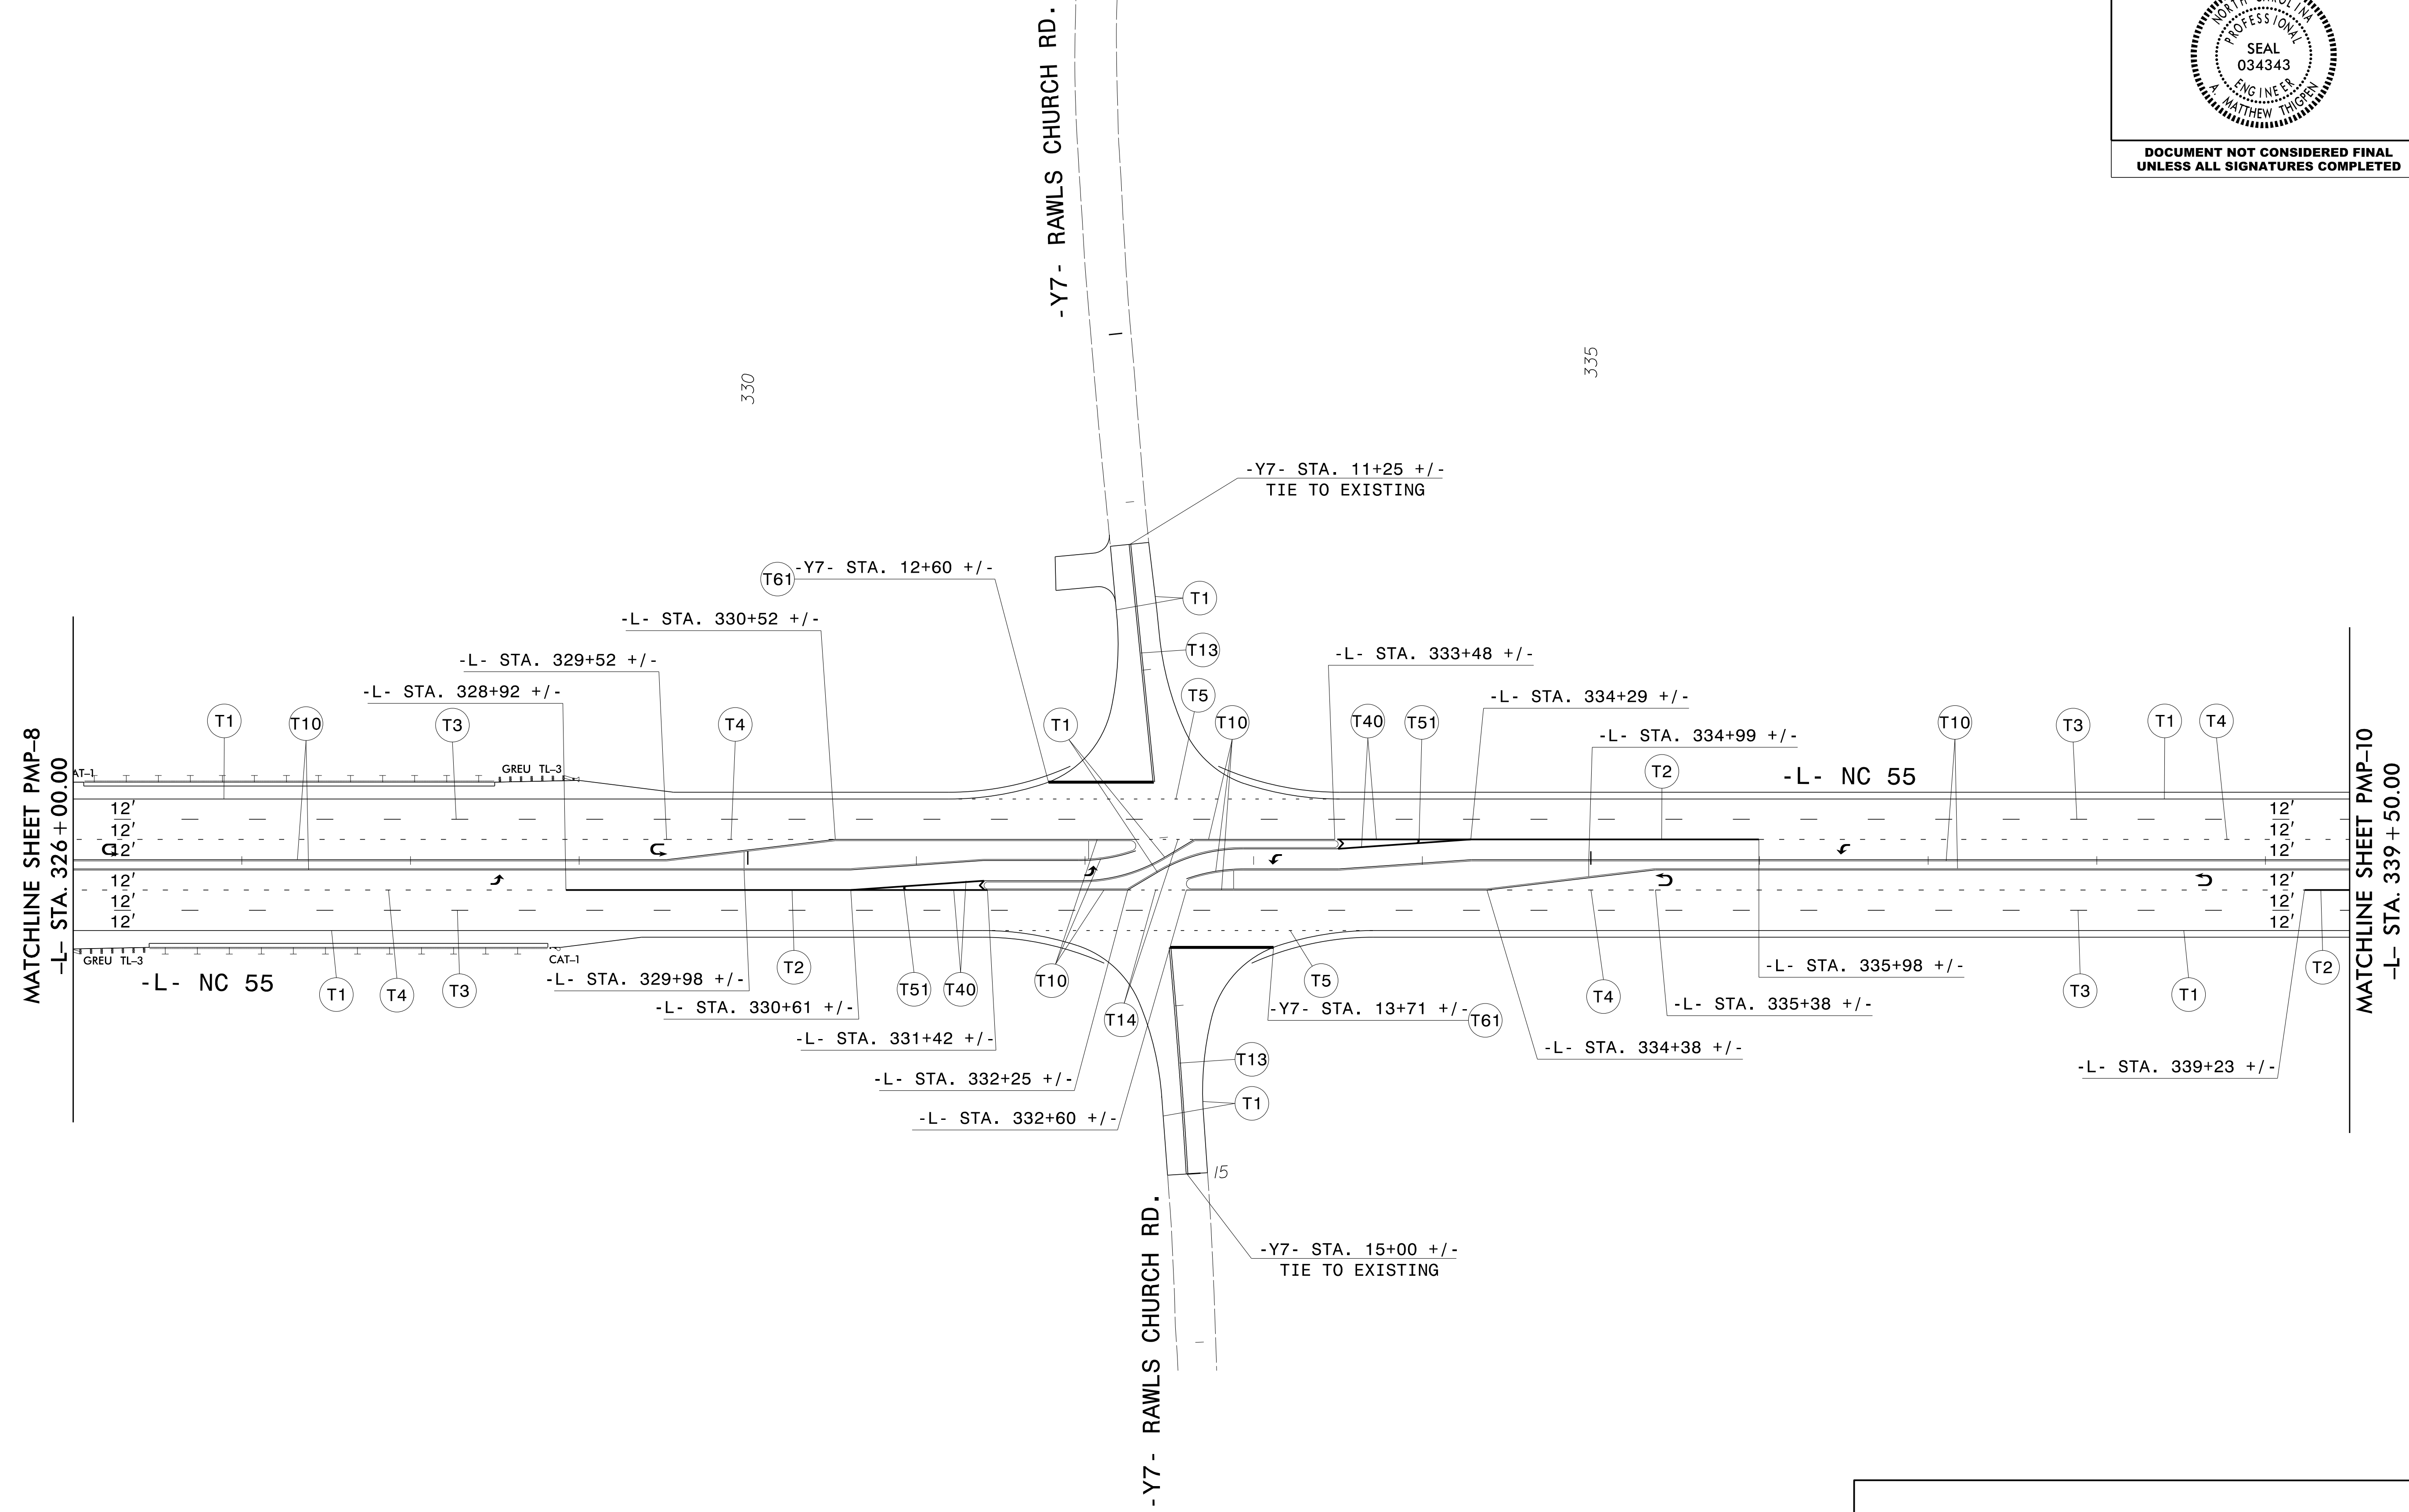 NORTH CAROLINA
PROFESSIONAL
SEAL
034343
ENGINEER
A. MATTHEW THIGPEN
DOCUMENT NOT CONSIDERED FINAL
UNLESS ALL SIGNATURES COMPLETED
-Y7- RAWLS CHURCH RD.
330
335
-Y7- STA. 11+25 +/-
TIE TO EXISTING
T61
-Y7- STA. 12+60 +/-
T1
-L- STA. 330+52 +/-
T13
-L- STA. 329+52 +/-
-L- STA. 333+48 +/-
-L- STA. 328+92 +/-
T5
-L- STA. 334+29 +/-
T1
T10
T3
T4
T1
T10
T40
T51
-L- STA. 334+99 +/-
T10
T3
T1
T4
AT-1
GREU TL-3
T2
-L- NC 55
MATCHLINE SHEET PMP-8
-L- STA. 326+00.00
12'
12'
12'
12'
12'
12'
12'
12'
12'
12'
12'
12'
MATCHLINE SHEET PMP-10
-L- STA. 339+50.00
GREU TL-3
CAT-1
-L- NC 55
T1
T4
T3
-L- STA. 329+98 +/-
T2
T51
T40
T10
T5
T4
-L- STA. 335+98 +/-
T3
T1
T2
-L- STA. 330+61 +/-
T14
-Y7- STA. 13+71 +/-
T61
-L- STA. 335+38 +/-
-L- STA. 331+42 +/-
T13
-L- STA. 334+38 +/-
-L- STA. 332+25 +/-
T1
-L- STA. 339+23 +/-
-L- STA. 332+60 +/-
15
-Y7- STA. 15+00 +/-
TIE TO EXISTING
-Y7- RAWLS CHURCH RD.